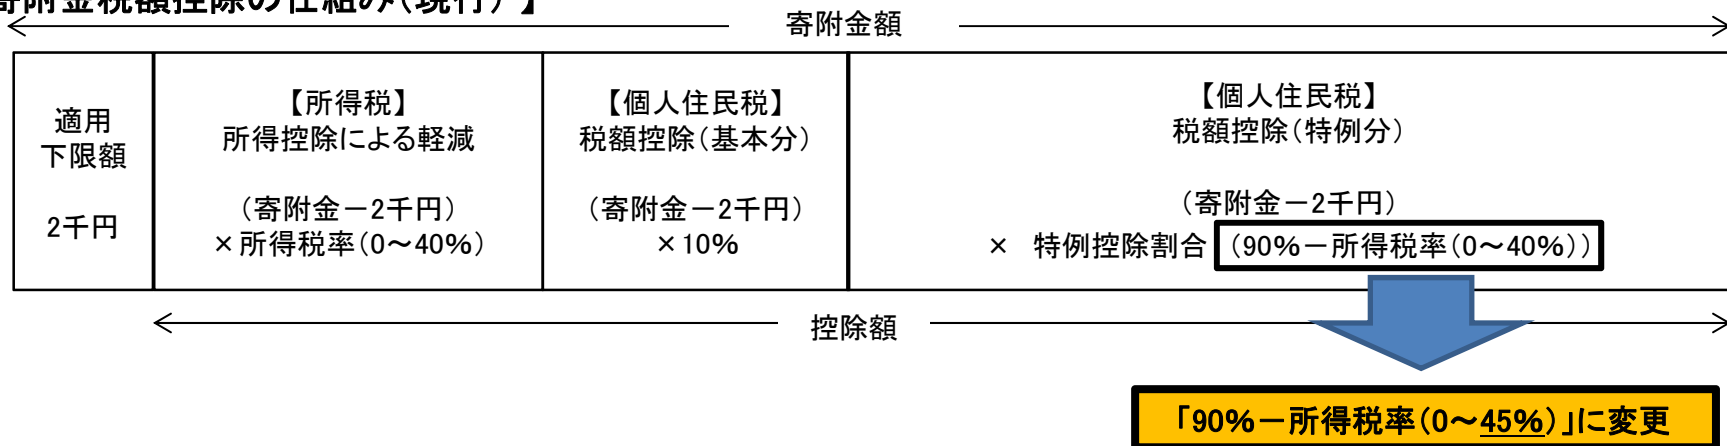 寄附金税額控除の仕組み（現行）】
寄附金額
適用
下限額
2千円
【所得税】
所得控除による軽減
（寄附金－2千円）
×所得税率（0～40％）
【個人住民税】
税額控除（基本分）
（寄附金－2千円）
×10％
【個人住民税】
税額控除（特例分）
（寄附金－2千円）
× 特例控除割合（90％－所得税率（0～40％））
控除額
「90％－所得税率（0～45％）」に変更